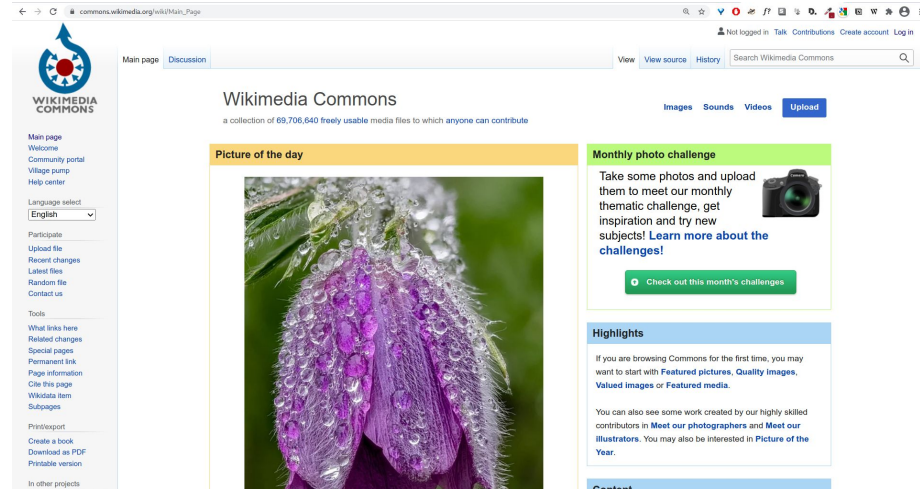 commons.wikimedia.org/wiki/Main_Page
Not logged in Talk Contributions Create account Log in
Main page Discussion
View View source History Search Wikimedia Commons
WIKIMEDIA
COMMONS
Wikimedia Commons
a collection of 69,706,640 freely usable media files to which anyone can contribute
Images Sounds Videos Upload
Main page
Welcome
Community portal
Village pump
Help center
Language select
English
Participate
Upload file
Recent changes
Latest files
Random file
Contact us
Tools
What links here
Related changes
Special pages
Permanent link
Page information
Cite this page
Wikidata item
Subpages
Print/export
Create a book
Download as PDF
Printable version
In other projects
Picture of the day
Monthly photo challenge
Take some photos and upload
them to meet our monthly
thematic challenge, get
inspiration and try new
subjects! Learn more about the
challenges!
Check out this month's challenges
Highlights
If you are browsing Commons for the first time, you may
want to start with Featured pictures, Quality images,
Valued images or Featured media.
You can also see some work created by our highly skilled
contributors in Meet our photographers and Meet our
illustrators. You may also be interested in Picture of the
Year.
Content